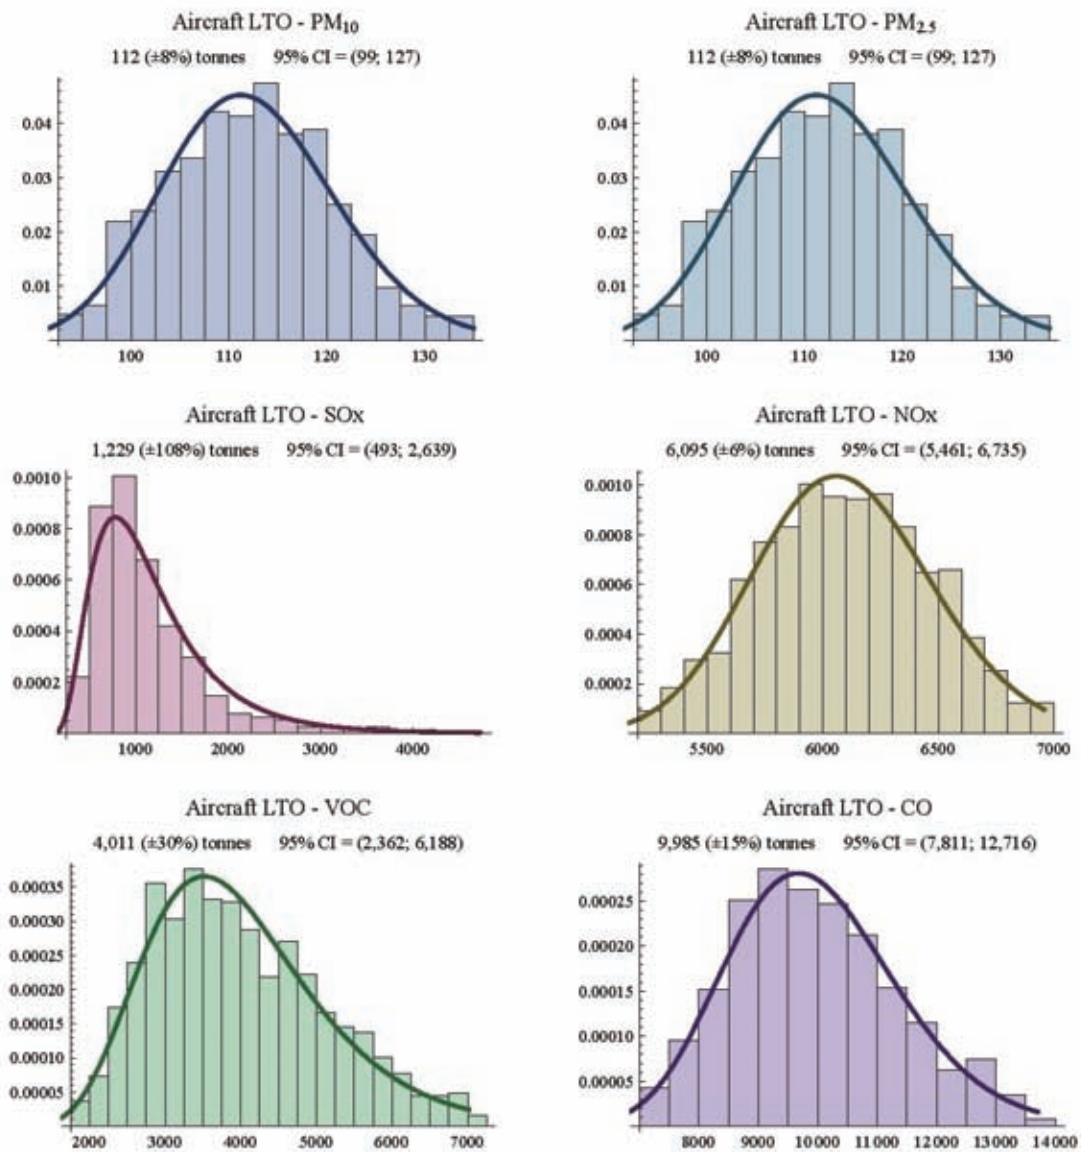 Aircraft LTO - PM10 Aircraft LTO - PM2.5
112 (±8%) tonnes 95% CI = (99; 127) 112 (±8%) tonnes 95% CI = (99; 127)
0.04 0.04
0.03 0.03
0.02 0.02
0.01 0.01
100 110 120 130 100 110 120 130
Aircraft LTO - SOx Aircraft LTO - NOx
1,229 (±108%) tonnes 95% CI = (493; 2,639) 6,095 (±6%) tonnes 95% CI = (5,461; 6,735)
0.0010 0.0010
0.0008 0.0008
0.0006 0.0006
0.0004 0.0004
0.0002 0.0002
1000 2000 3000 4000 5500 6000 6500 7000
Aircraft LTO - VOC Aircraft LTO - CO
4,011 (±30%) tonnes 95% CI = (2,362; 6,188) 9,985 (±15%) tonnes 95% CI = (7,811; 12,716)
0.00035
0.00030 0.00025
0.00025 0.00020
0.00020 0.00015
0.00015 0.00010
0.00010 0.00005
0.00005
2000 3000 4000 5000 6000 7000 8000 9000 10000 11000 12000 13000 14000